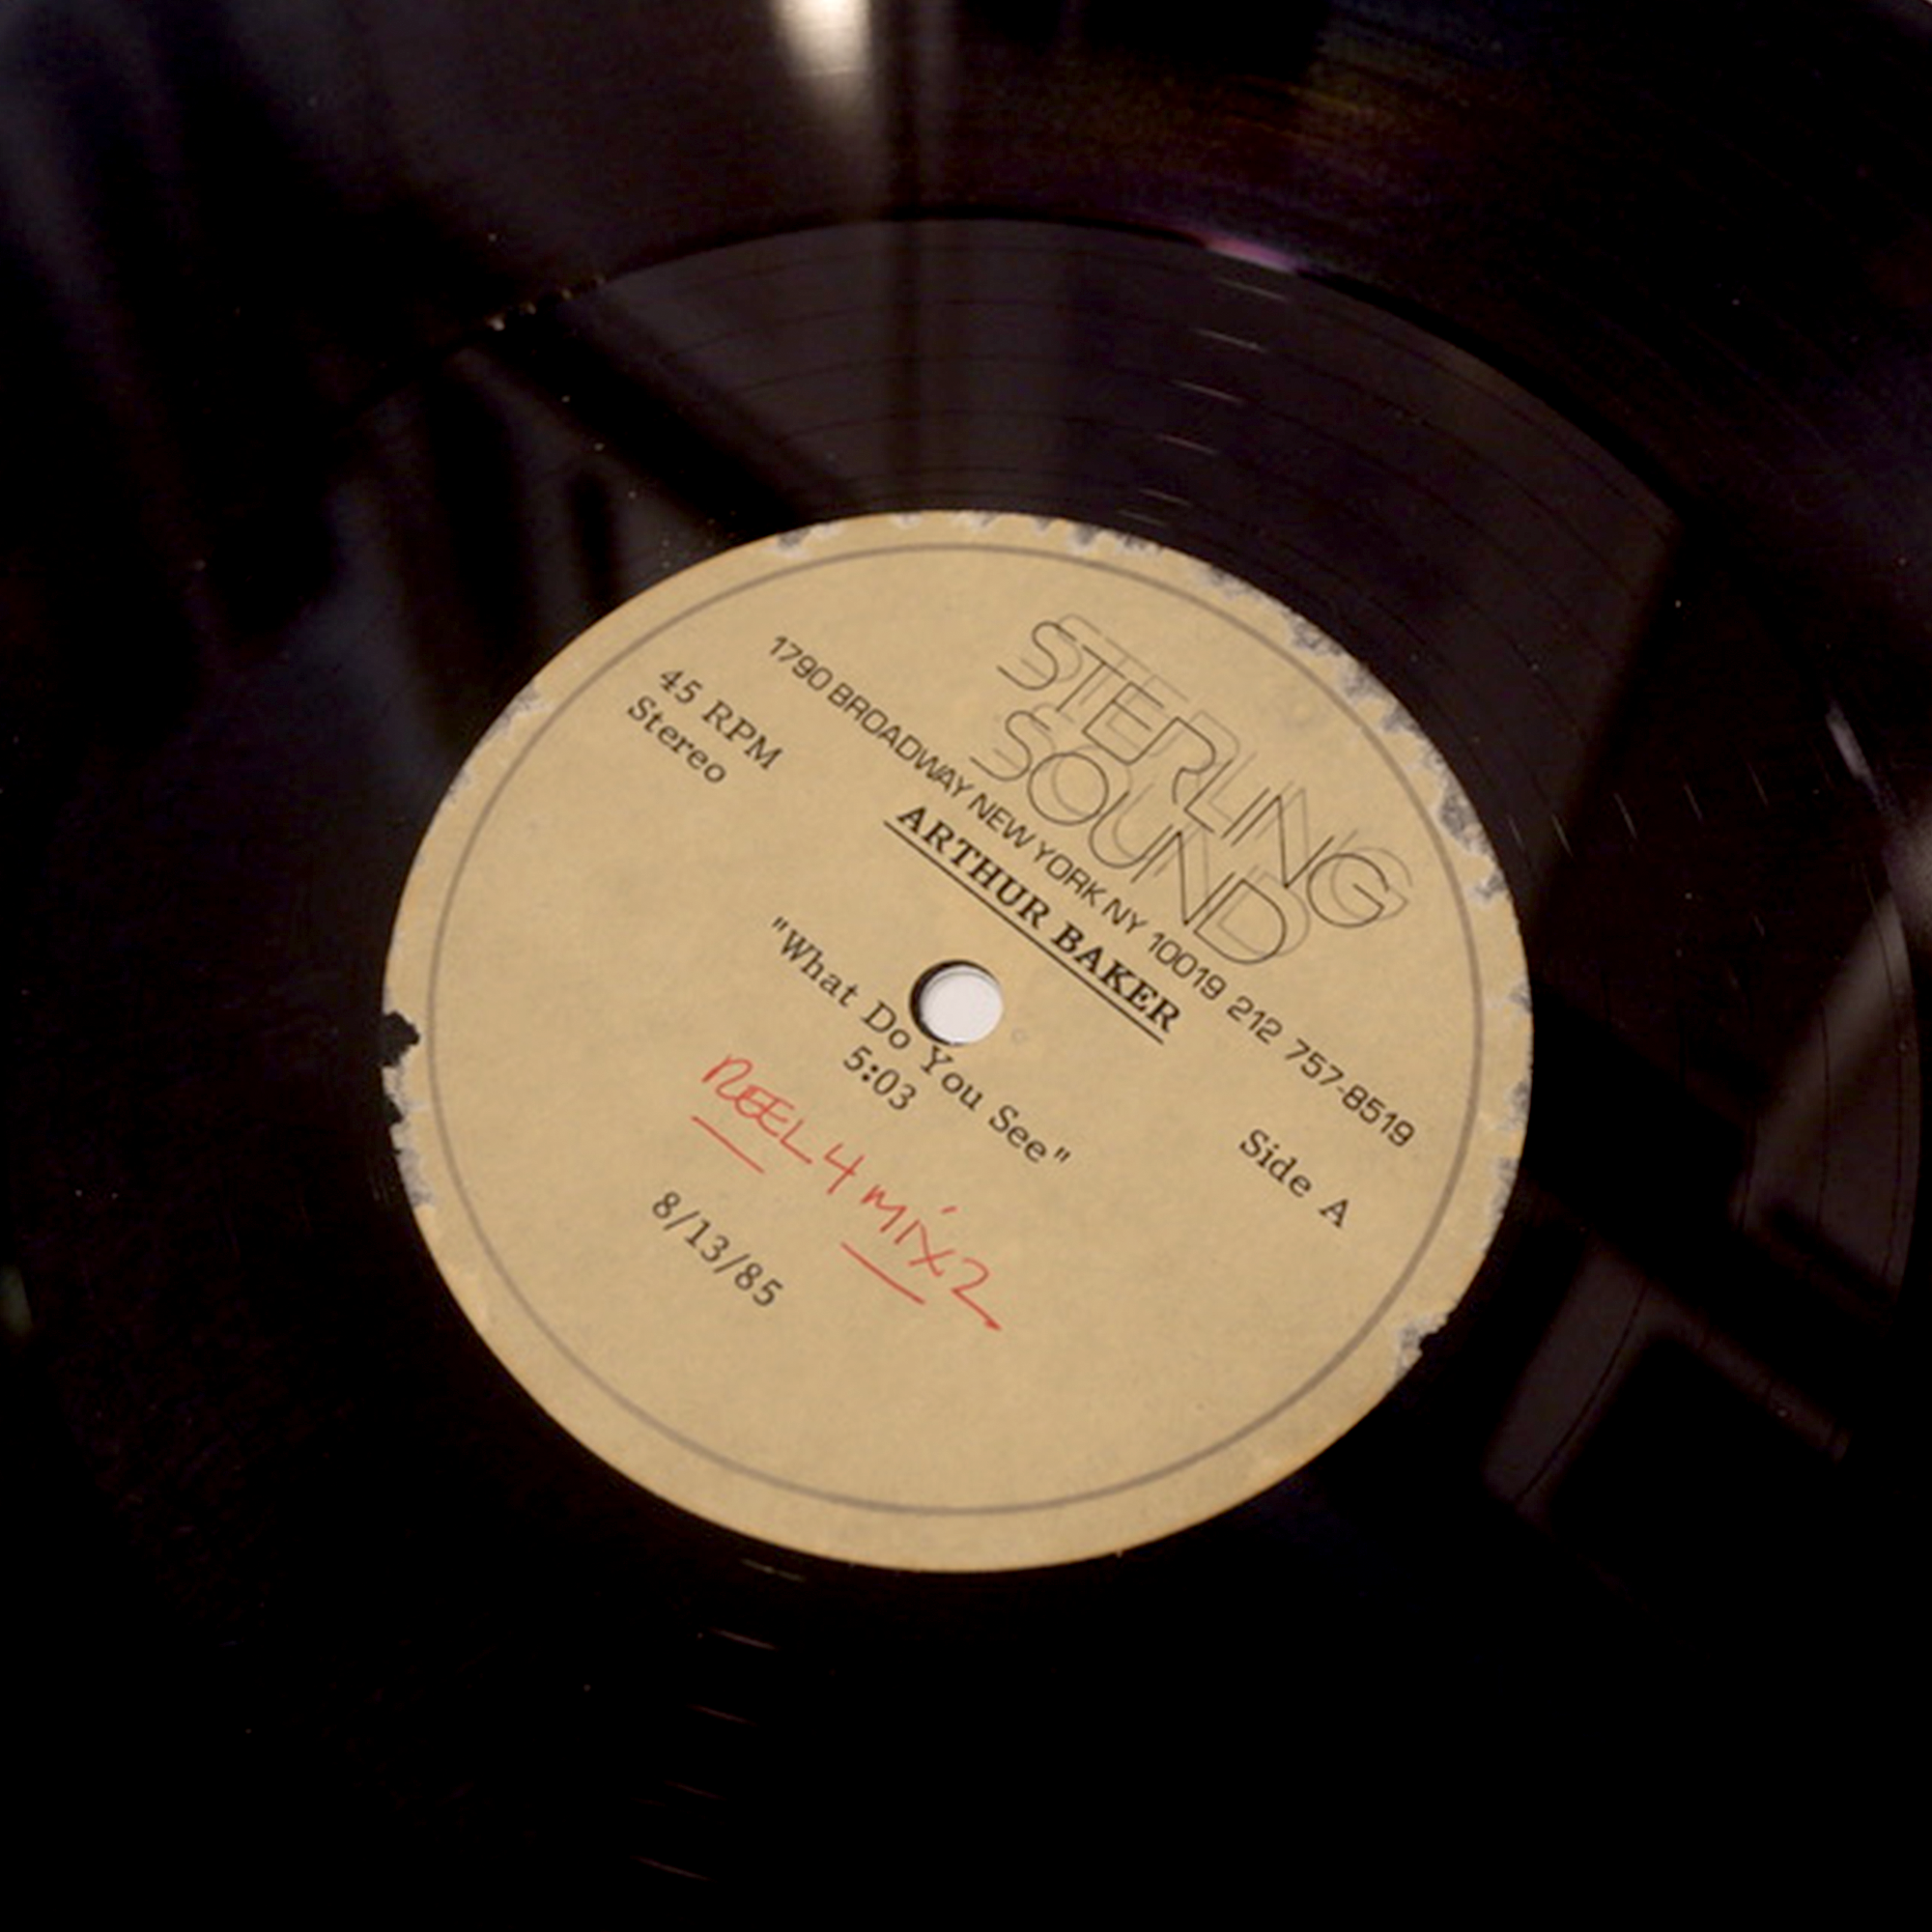 STERLING
SOUND
1790 BROADWAY NEW YORK NY 10019 212 757-8519
45 RPM
Stereo
ARTHUR BAKER
Side A
"What Do You See"
5:03
REEL 4 MIX 2
8/13/85